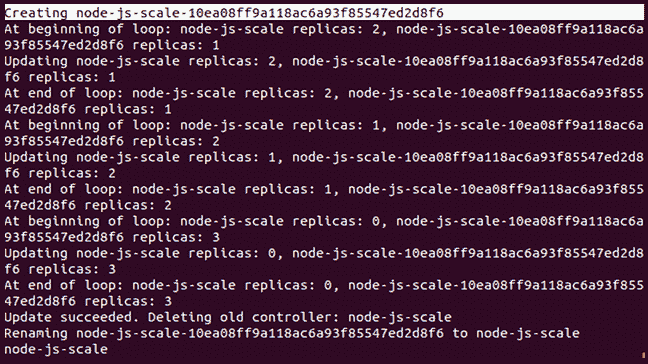 Creating node-js-scale-10ea08ff9a118ac6a93f85547ed2d8f6
At beginning of loop: node-js-scale replicas: 2, node-js-scale-10ea08ff9a118ac6a
93f85547ed2d8f6 replicas: 1
Updating node-js-scale replicas: 2, node-js-scale-10ea08ff9a118ac6a93f85547ed2d8
f6 replicas: 1
At end of loop: node-js-scale replicas: 2, node-js-scale-10ea08ff9a118ac6a93f855
47ed2d8f6 replicas: 1
At beginning of loop: node-js-scale replicas: 1, node-js-scale-10ea08ff9a118ac6a
93f85547ed2d8f6 replicas: 2
Updating node-js-scale replicas: 1, node-js-scale-10ea08ff9a118ac6a93f85547ed2d8
f6 replicas: 2
At end of loop: node-js-scale replicas: 1, node-js-scale-10ea08ff9a118ac6a93f855
47ed2d8f6 replicas: 2
At beginning of loop: node-js-scale replicas: 0, node-js-scale-10ea08ff9a118ac6a
93f85547ed2d8f6 replicas: 3
Updating node-js-scale replicas: 0, node-js-scale-10ea08ff9a118ac6a93f85547ed2d8
f6 replicas: 3
At end of loop: node-js-scale replicas: 0, node-js-scale-10ea08ff9a118ac6a93f855
47ed2d8f6 replicas: 3
Update succeeded. Deleting old controller: node-js-scale
Renaming node-js-scale-10ea08ff9a118ac6a93f85547ed2d8f6 to node-js-scale
node-js-scale